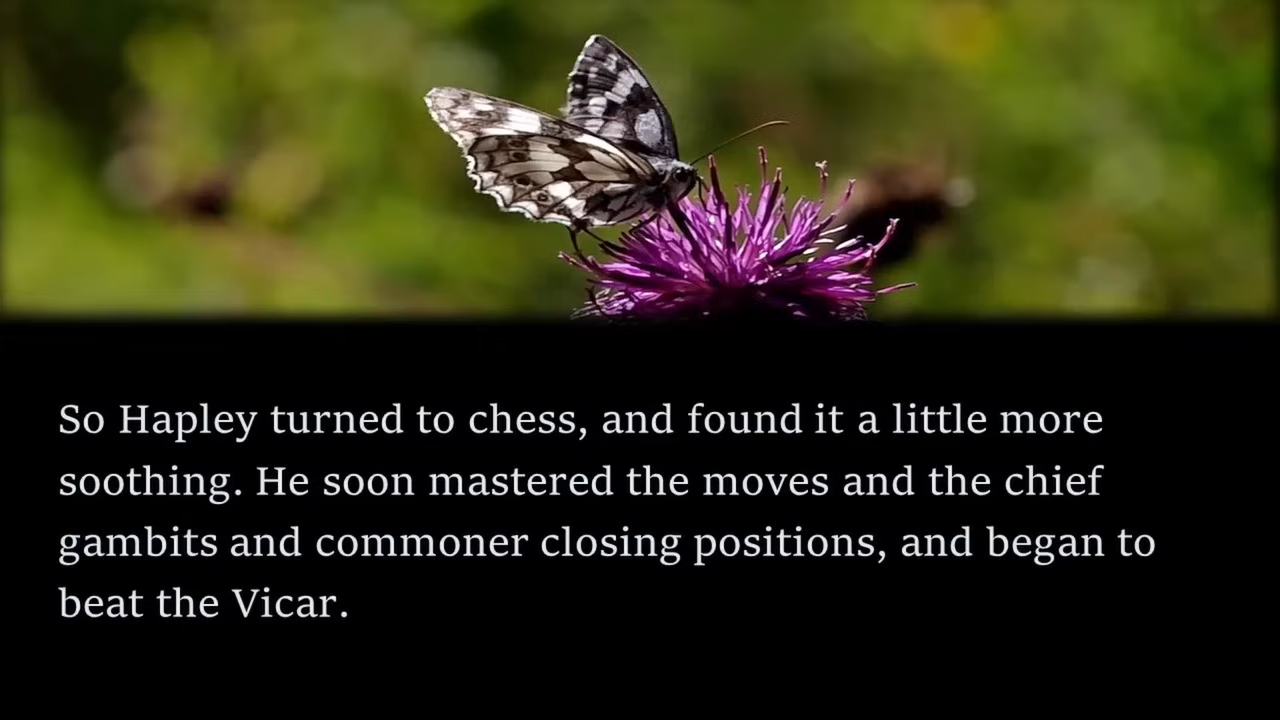 So Hapley turned to chess, and found it a little more
soothing. He soon mastered the moves and the chief
gambits and commoner closing positions, and began to
beat the Vicar.